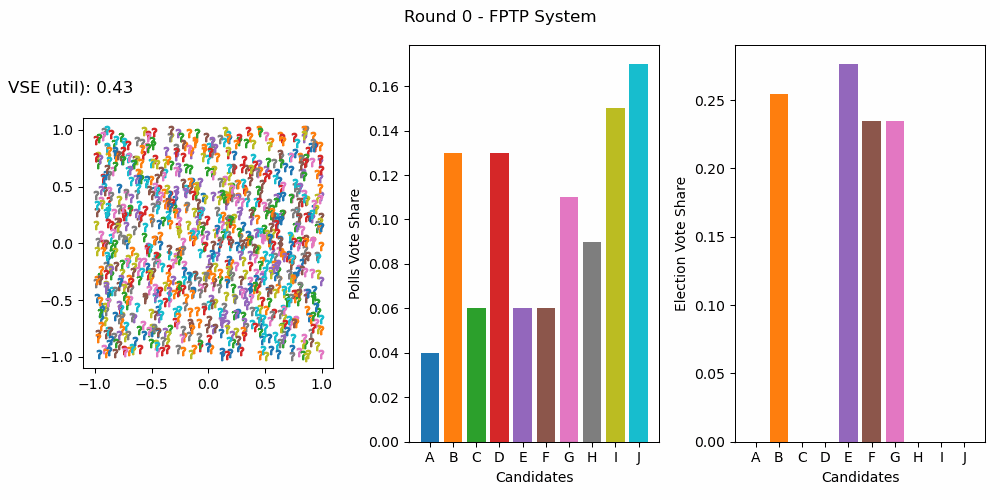 Round 0 - FPTP System
VSE (util): 0.43
1.0
0.5
0.0
−0.5
−1.0
−1.0 −0.5 0.0 0.5 1.0
Polls Vote Share
0.16
0.14
0.12
0.10
0.08
0.06
0.04
0.02
0.00
A B C D E F G H I J
Candidates
Election Vote Share
0.25
0.20
0.15
0.10
0.05
0.00
A B C D E F G H I J
Candidates